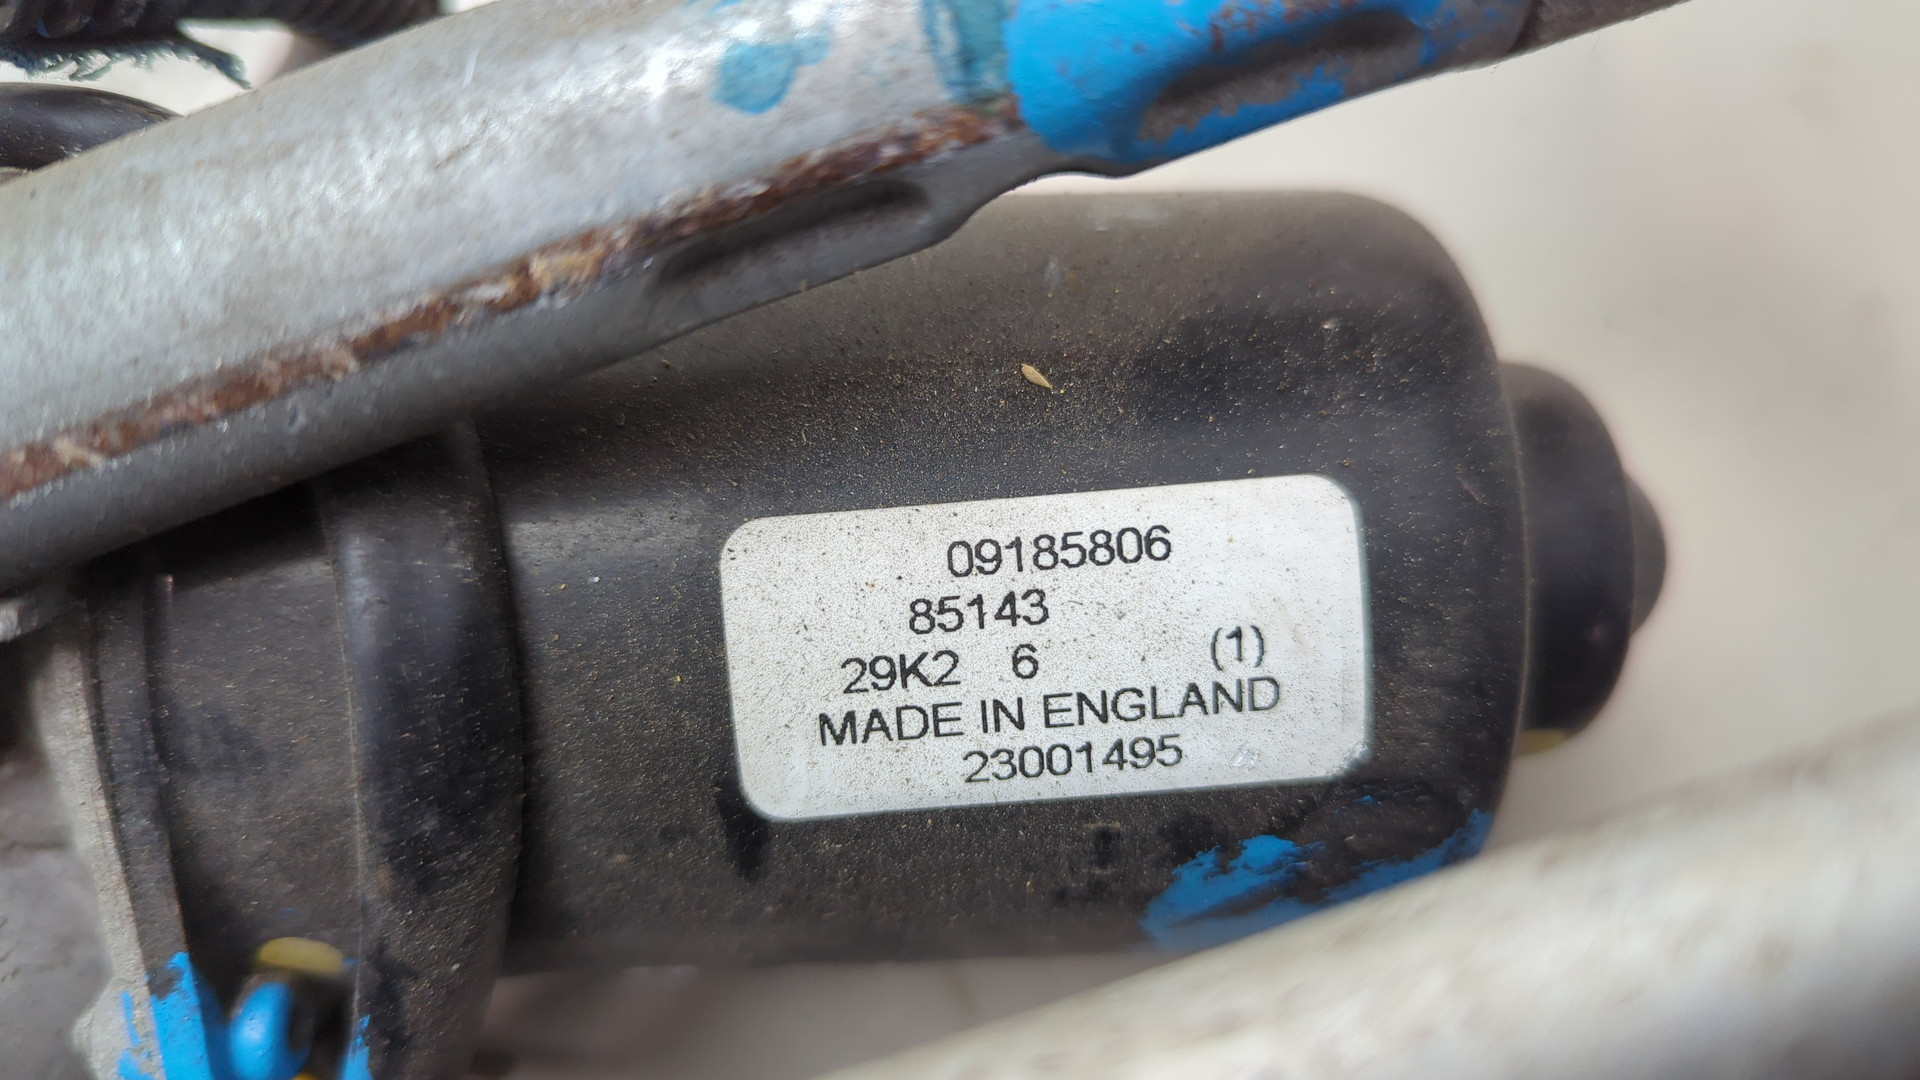 09185806
85143
29K2 6 (1)
MADE IN ENGLAND
23001495